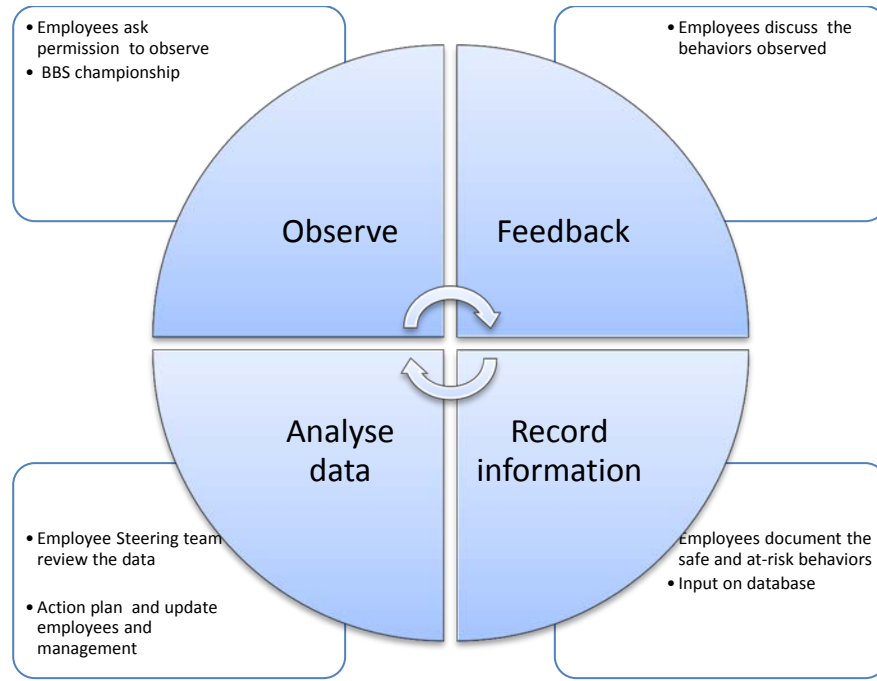 • Employees ask
permission to observe
• BBS championship
• Employees discuss the
behaviors observed
Observe
Feedback
Analyse
data
Record
information
• Employee Steering team
review the data
• Action plan and update
employees and
management
Employees document the
safe and at-risk behaviors
• Input on database